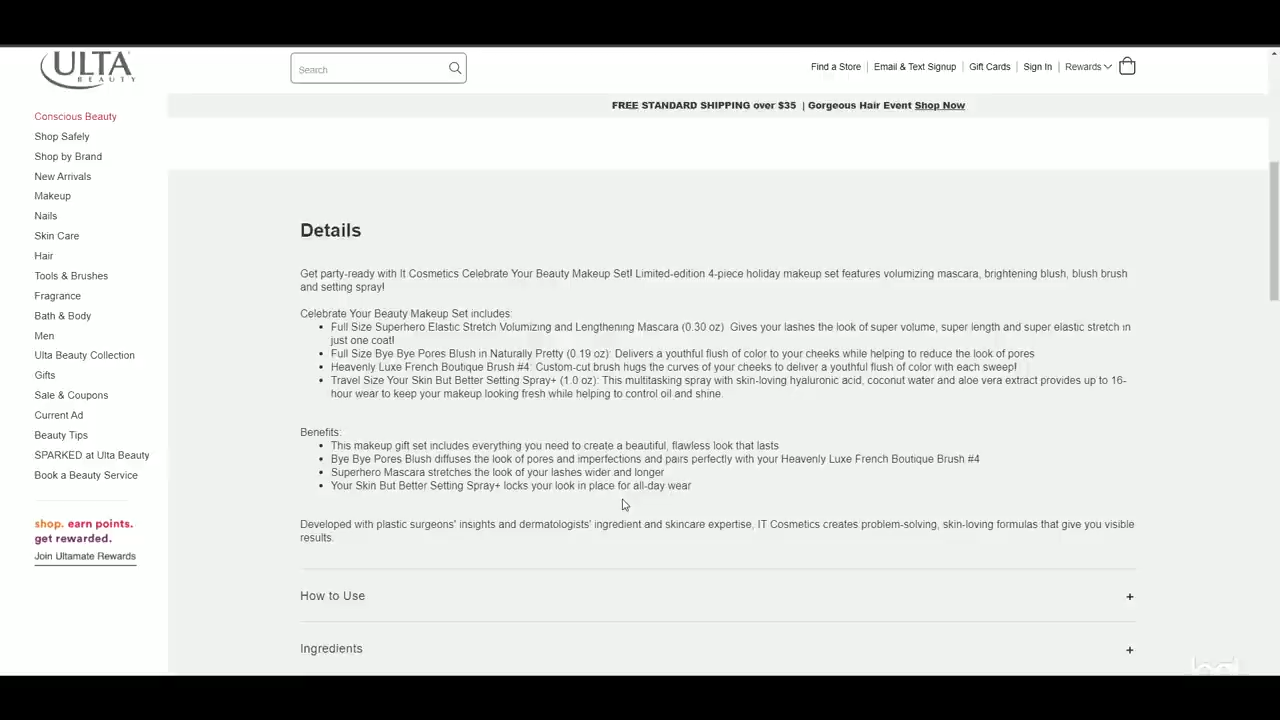 ULTA
BEAUTY
Search
Find a Store
Email & Text Signup
Gift Cards
Sign In
Rewards
FREE STANDARD SHIPPING over $35 | Gorgeous Hair Event Shop Now
Conscious Beauty
Shop Safely
Shop by Brand
New Arrivals
Makeup
Nails
Skin Care
Hair
Tools & Brushes
Fragrance
Bath & Body
Men
Ulta Beauty Collection
Gifts
Sale & Coupons
Current Ad
Beauty Tips
SPARKED at Ulta Beauty
Book a Beauty Service
shop. earn points.
get rewarded.
Join Ultamate Rewards
Details
Get party-ready with It Cosmetics Celebrate Your Beauty Makeup Set! Limited-edition 4-piece holiday makeup set features volumizing mascara, brightening blush, blush brush
and setting spray!
Celebrate Your Beauty Makeup Set includes:
• Full Size Superhero Elastic Stretch Volumizing and Lengthening Mascara (0.30 oz) Gives your lashes the look of super volume, super length and super elastic stretch in
just one coat!
• Full Size Bye Bye Pores Blush in Naturally Pretty (0.19 oz): Delivers a youthful flush of color to your cheeks while helping to reduce the look of pores
• Heavenly Luxe French Boutique Brush #4: Custom-cut brush hugs the curves of your cheeks to deliver a youthful flush of color with each sweep!
• Travel Size Your Skin But Better Setting Spray+ (1.0 oz): This multitasking spray with skin-loving hyaluronic acid, coconut water and aloe vera extract provides up to 16-
hour wear to keep your makeup looking fresh while helping to control oil and shine.
Benefits:
• This makeup gift set includes everything you need to create a beautiful, flawless look that lasts
• Bye Bye Pores Blush diffuses the look of pores and imperfections and pairs perfectly with your Heavenly Luxe French Boutique Brush #4
• Superhero Mascara stretches the look of your lashes wider and longer
• Your Skin But Better Setting Spray+ locks your look in place for all-day wear
Developed with plastic surgeons' insights and dermatologists' ingredient and skincare expertise, IT Cosmetics creates problem-solving, skin-loving formulas that give you visible
results.
How to Use
+
Ingredients
+